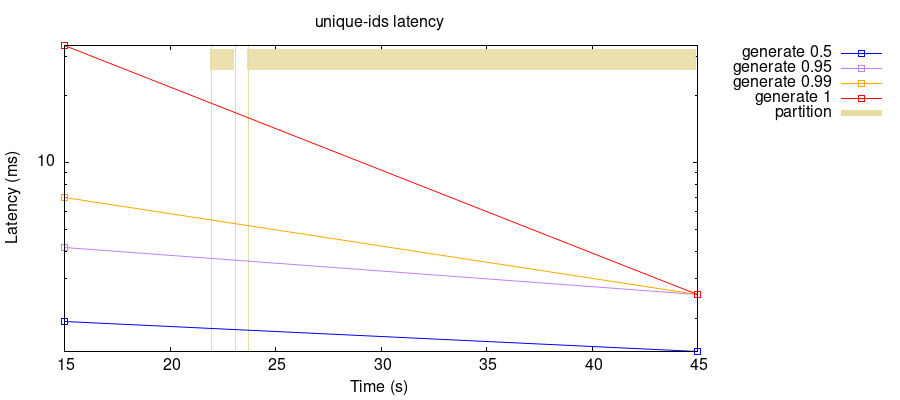 unique-ids latency
generate 0.5
generate 0.95
generate 0.99
generate 1
partition
Latency (ms)
10
15 20 25 30 35 40 45
Time (s)